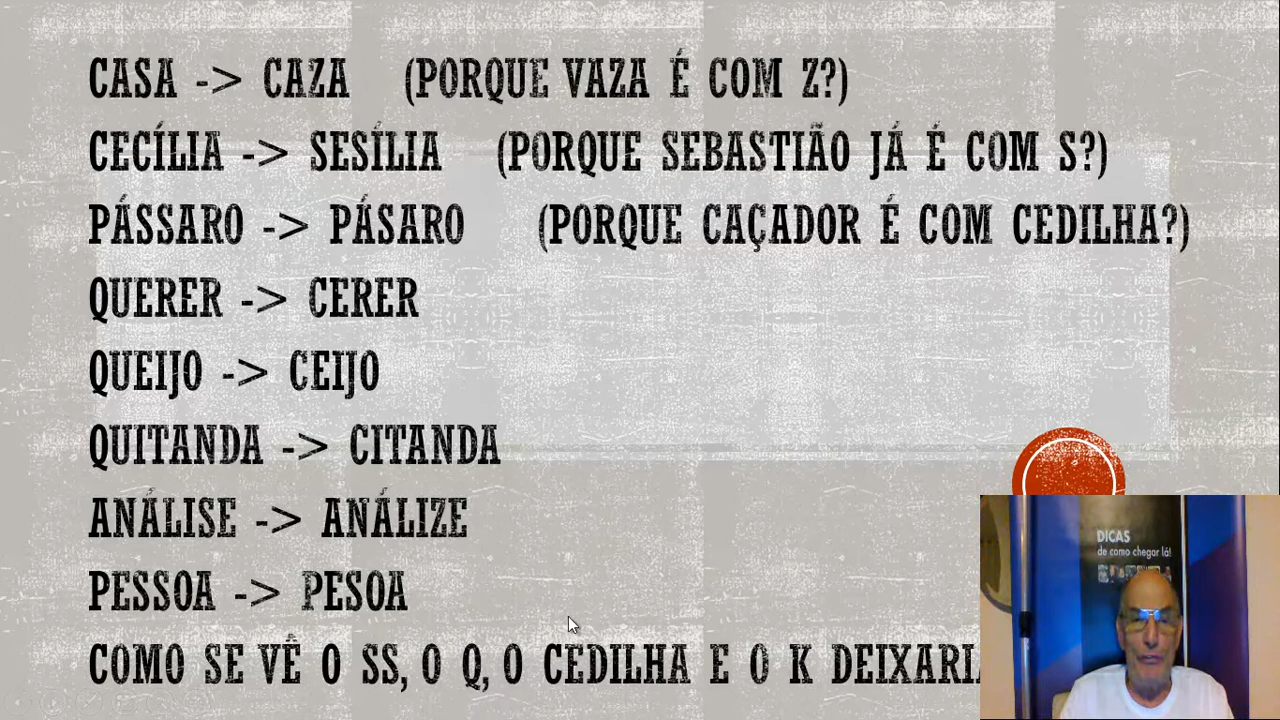 CASA -> CAZA (PORQUE VAZA É COM Z?)
CECÍLIA -> SESÍLIA (PORQUE SEBASTIÃO JÁ É COM S?)
PÁSSARO -> PÁSARO (PORQUE CAÇADOR É COM CEDILHA?)
QUERER -> CERER
QUEIJO -> CEIJO
QUITANDA -> CITANDA
ANÁLISE -> ANÁLIZE
PESSOA -> PESOA
COMO SE VÊ O SS, O Q, O CEDILHA E O K
DICAS
de como chegar lá!